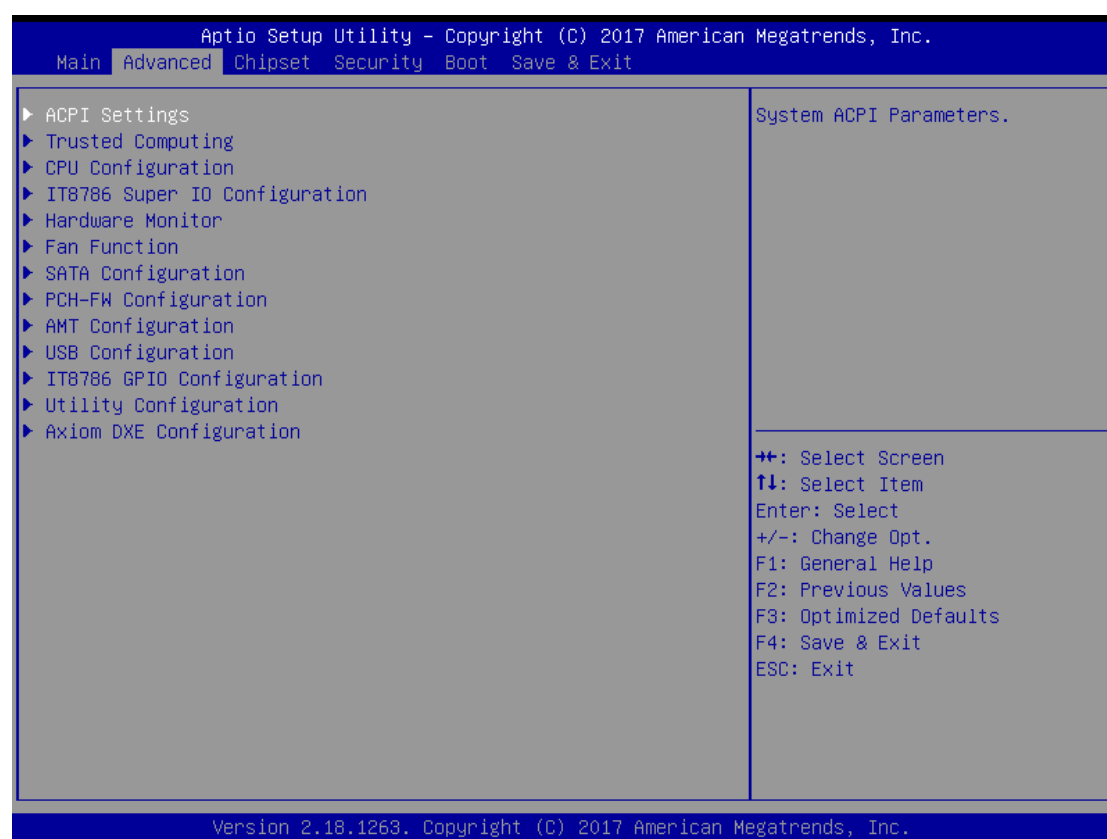 Aptio Setup Utility – Copyright (C) 2017 American Megatrends, Inc.
Main Advanced Chipset Security Boot Save & Exit
▶ ACPI Settings
▶ Trusted Computing
▶ CPU Configuration
▶ IT8786 Super IO Configuration
▶ Hardware Monitor
▶ Fan Function
▶ SATA Configuration
▶ PCH-FW Configuration
▶ AMT Configuration
▶ USB Configuration
▶ IT8786 GPIO Configuration
▶ Utility Configuration
▶ Axiom DXE Configuration
System ACPI Parameters.
→←: Select Screen
↑↓: Select Item
Enter: Select
+/-: Change Opt.
F1: General Help
F2: Previous Values
F3: Optimized Defaults
F4: Save & Exit
ESC: Exit
Version 2.18.1263. Copyright (C) 2017 American Megatrends, Inc.